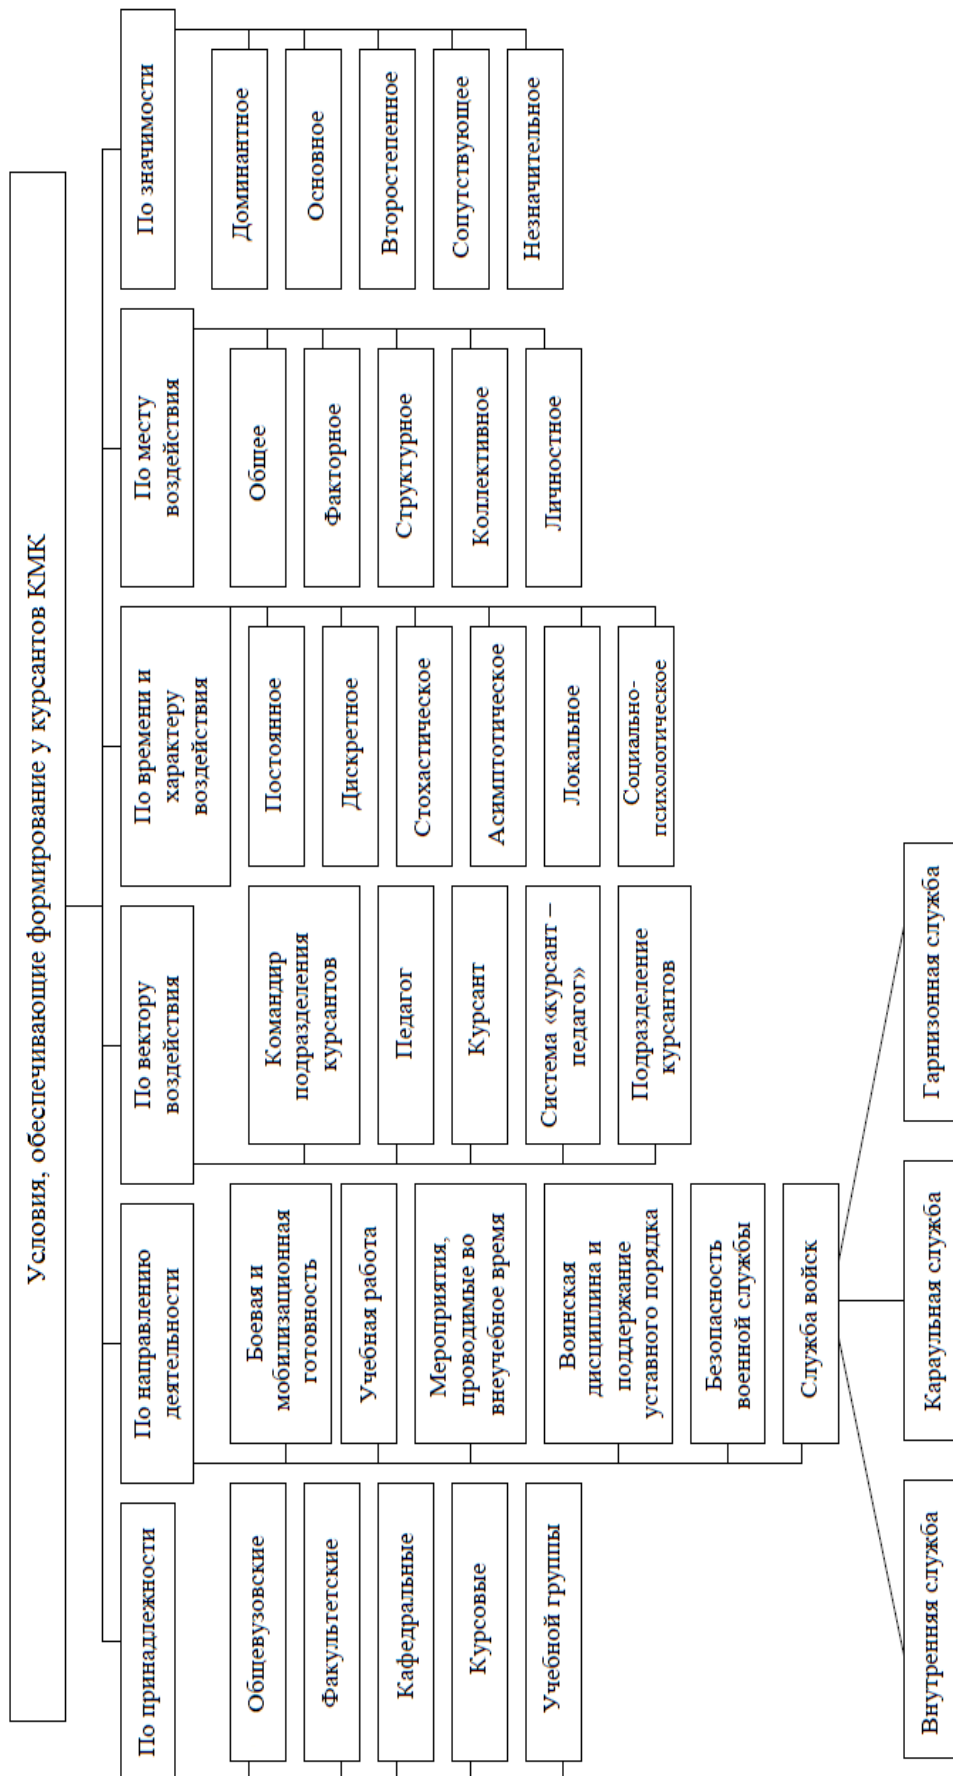 Условия, обеспечивающие формирование у курсантов КМК
По принадлежности
Общевузовские
Факультетские
Кафедральные
Курсовые
Учебной группы
По направлению
деятельности
Боевая и
мобилизационная
готовность
Учебная работа
Мероприятия,
проводимые во
внеучебное время
Воинская
дисциплина и
поддержание
уставного порядка
Безопасность
военной службы
Служба войск
Внутренняя служба
Караульная служба
Гарнизонная служба
По вектору
воздействия
Командир
подразделения
курсантов
Педагог
Курсант
Система «курсант –
педагог»
Подразделение
курсантов
По времени и
характеру
воздействия
Постоянное
Дискретное
Стохастическое
Асимптотическое
Локальное
Социально-
психологическое
По месту
воздействия
Общее
Факторное
Структурное
Коллективное
Личностное
По значимости
Доминантное
Основное
Второстепенное
Сопутствующее
Незначительное